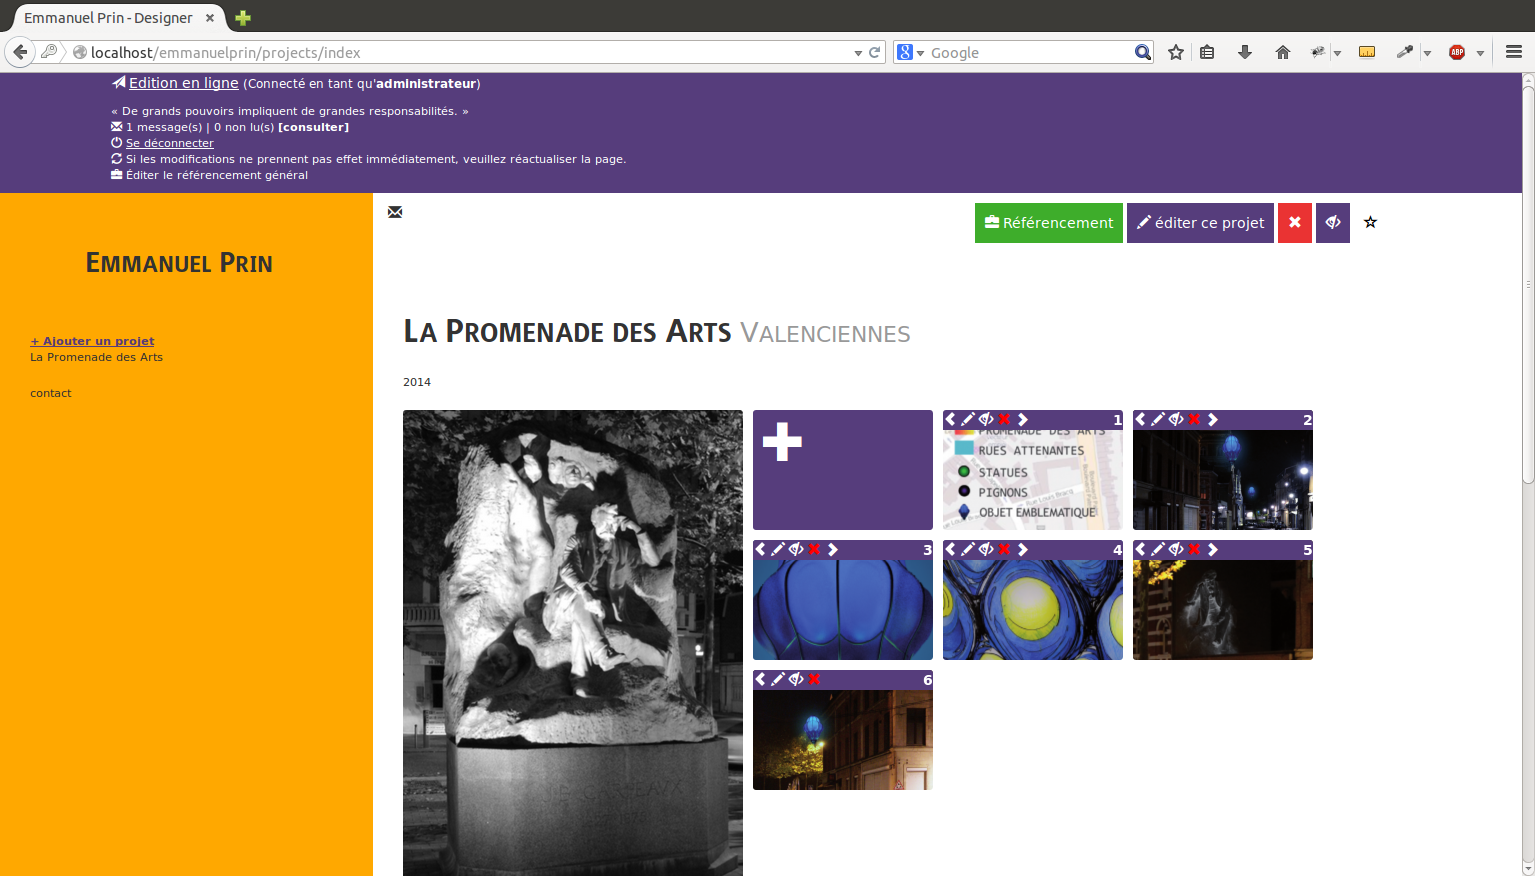 Emmanuel Prin - Designer
localhost/emmanuelprin/projects/index
Google
ABP
Edition en ligne (Connecté en tant qu'administrateur)
« De grands pouvoirs impliquent de grandes responsabilités. »
1 message(s) | 0 non lu(s) [consulter]
Se déconnecter
Si les modifications ne prennent pas effet immédiatement, veuillez réactualiser la page.
Éditer le référencement général
Référencement
éditer ce projet
Emmanuel Prin
+ Ajouter un projet
La Promenade des Arts
contact
La Promenade des Arts Valenciennes
2014
1
PROMENADE DES ARTS
RUES ATTENANTES
STATUES
PIGNONS
OBJET EMBLEMATIQUE
2
3
4
5
6